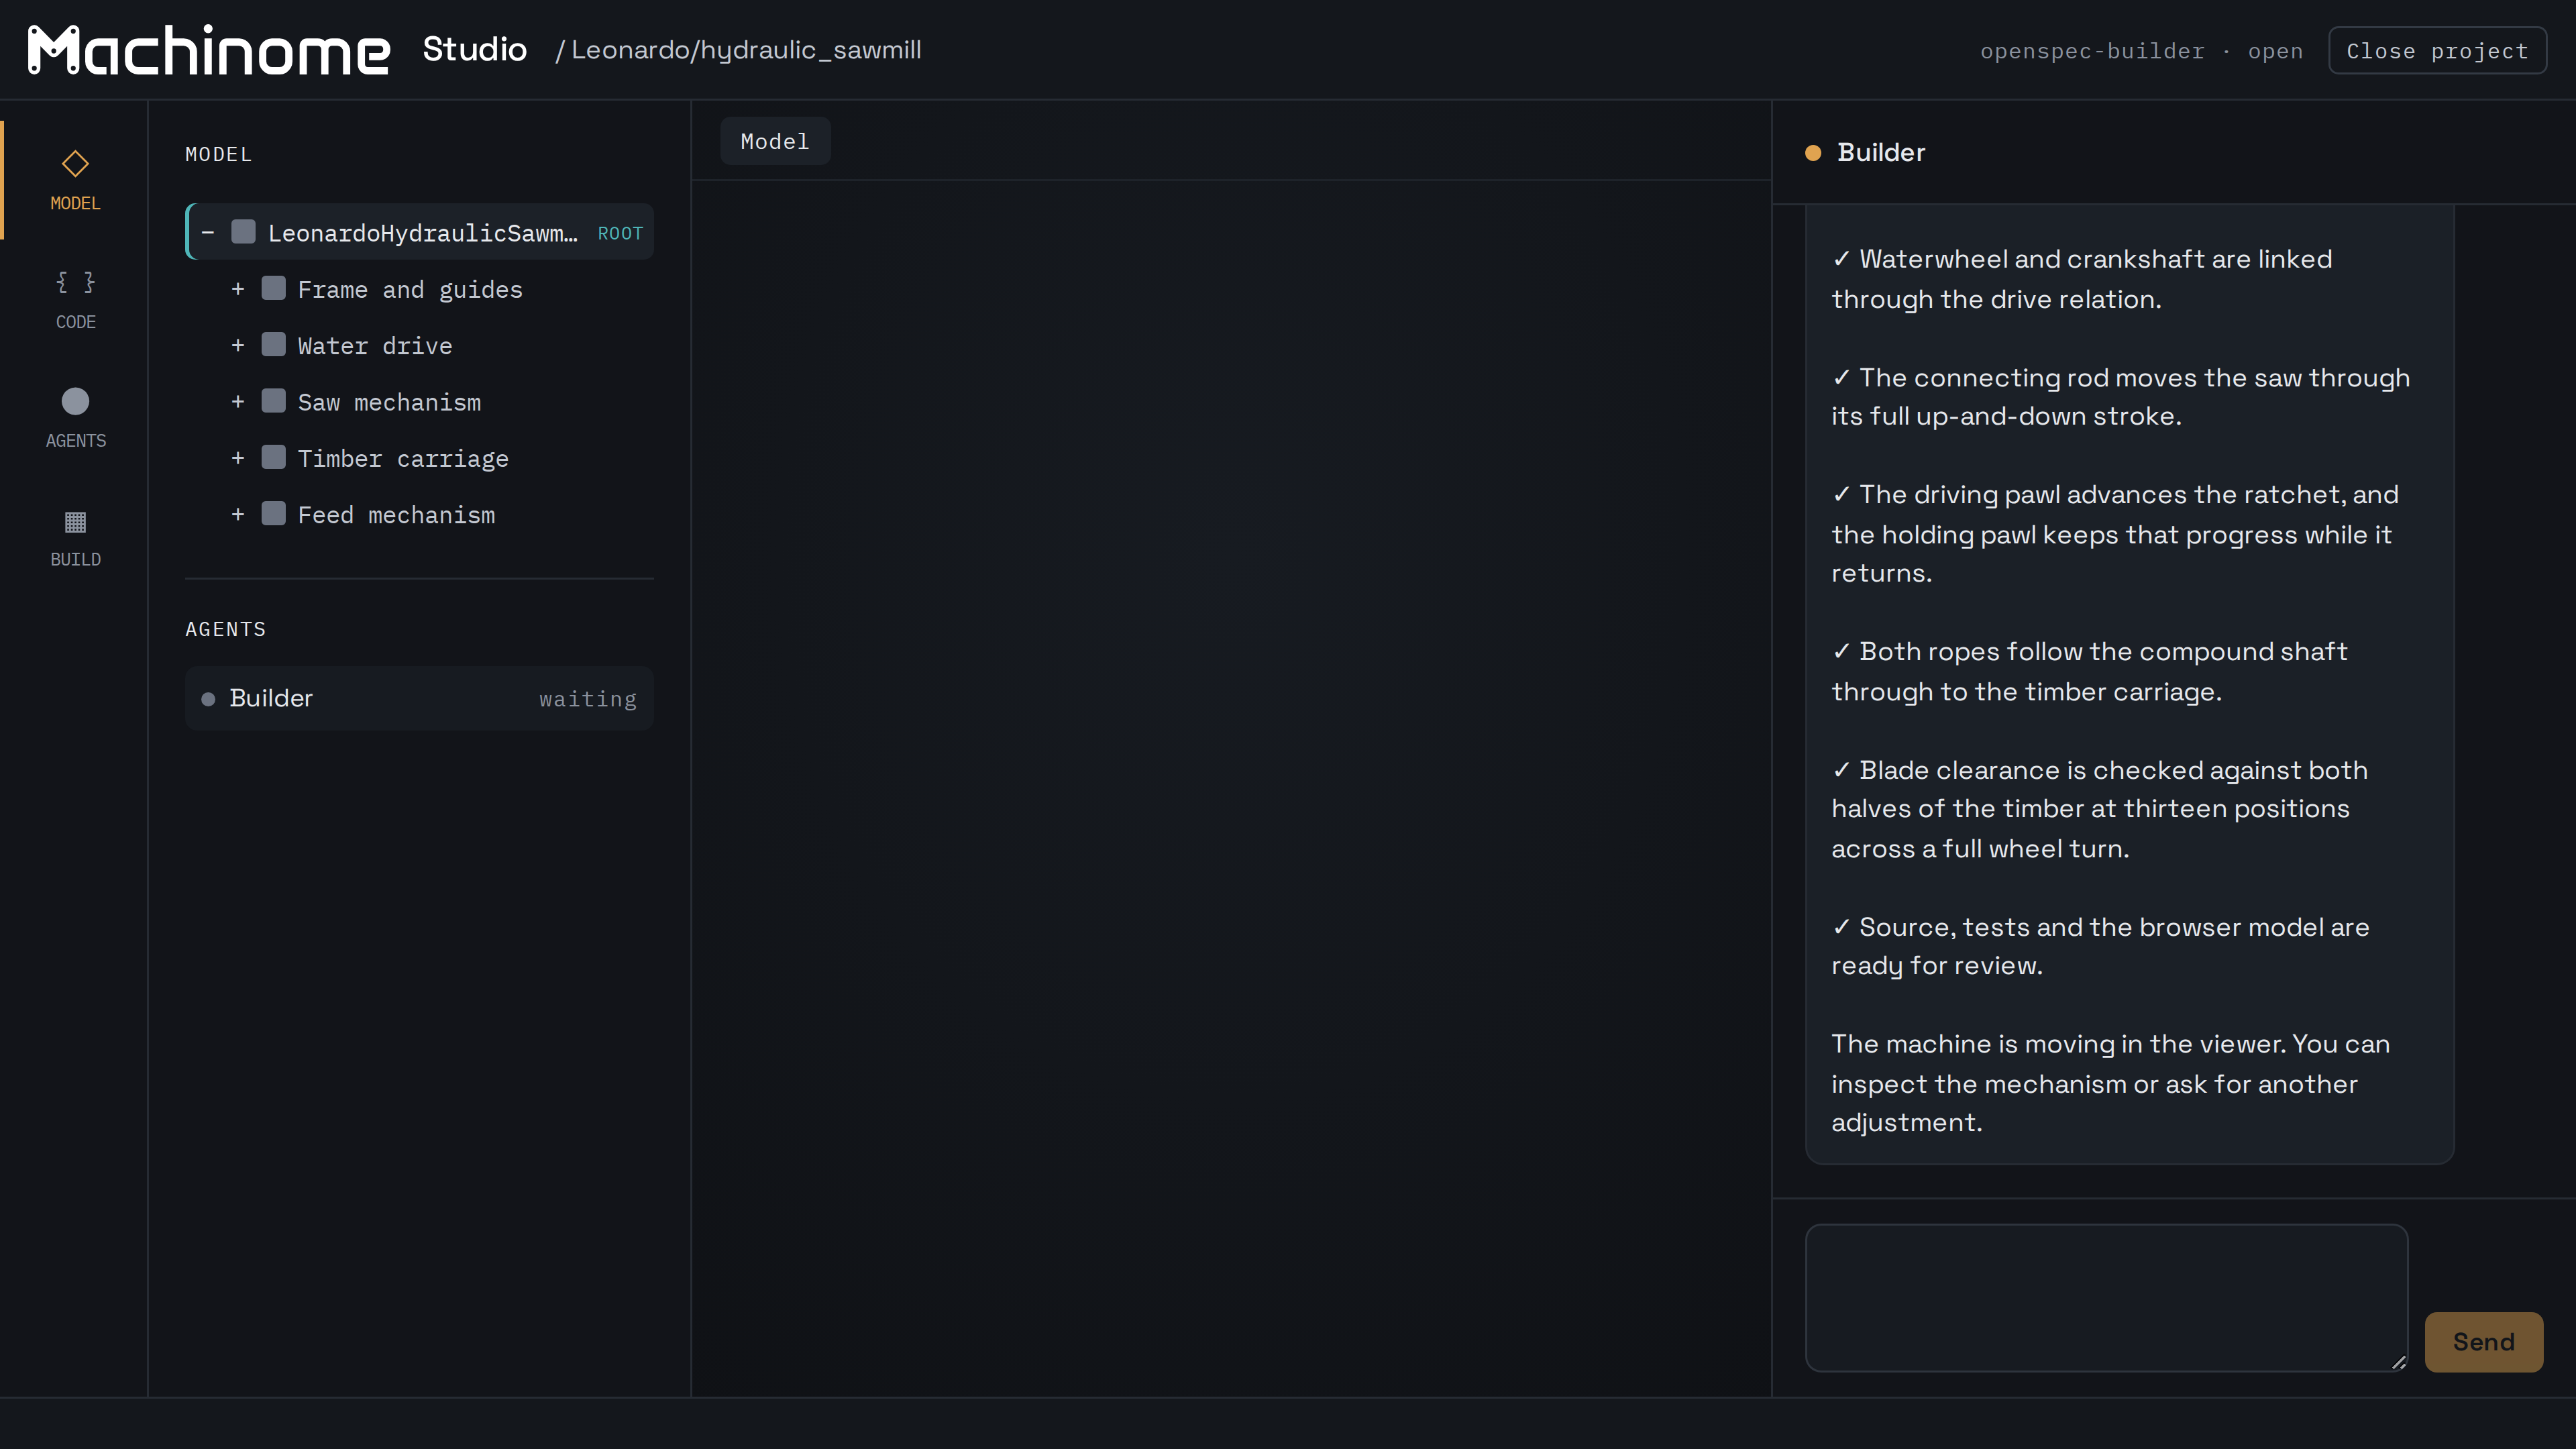 Machinome Studio / Leonardo/hydraulic_sawmill
openspec-builder · open
Close project
MODEL
{ }
CODE
AGENTS
BUILD
MODEL
− LeonardoHydraulicSawm… ROOT
+ Frame and guides
+ Water drive
+ Saw mechanism
+ Timber carriage
+ Feed mechanism
AGENTS
Builder waiting
Model
Builder
✓ Waterwheel and crankshaft are linked
through the drive relation.
✓ The connecting rod moves the saw through
its full up-and-down stroke.
✓ The driving pawl advances the ratchet, and
the holding pawl keeps that progress while it
returns.
✓ Both ropes follow the compound shaft
through to the timber carriage.
✓ Blade clearance is checked against both
halves of the timber at thirteen positions
across a full wheel turn.
✓ Source, tests and the browser model are
ready for review.
The machine is moving in the viewer. You can
inspect the mechanism or ask for another
adjustment.
Send